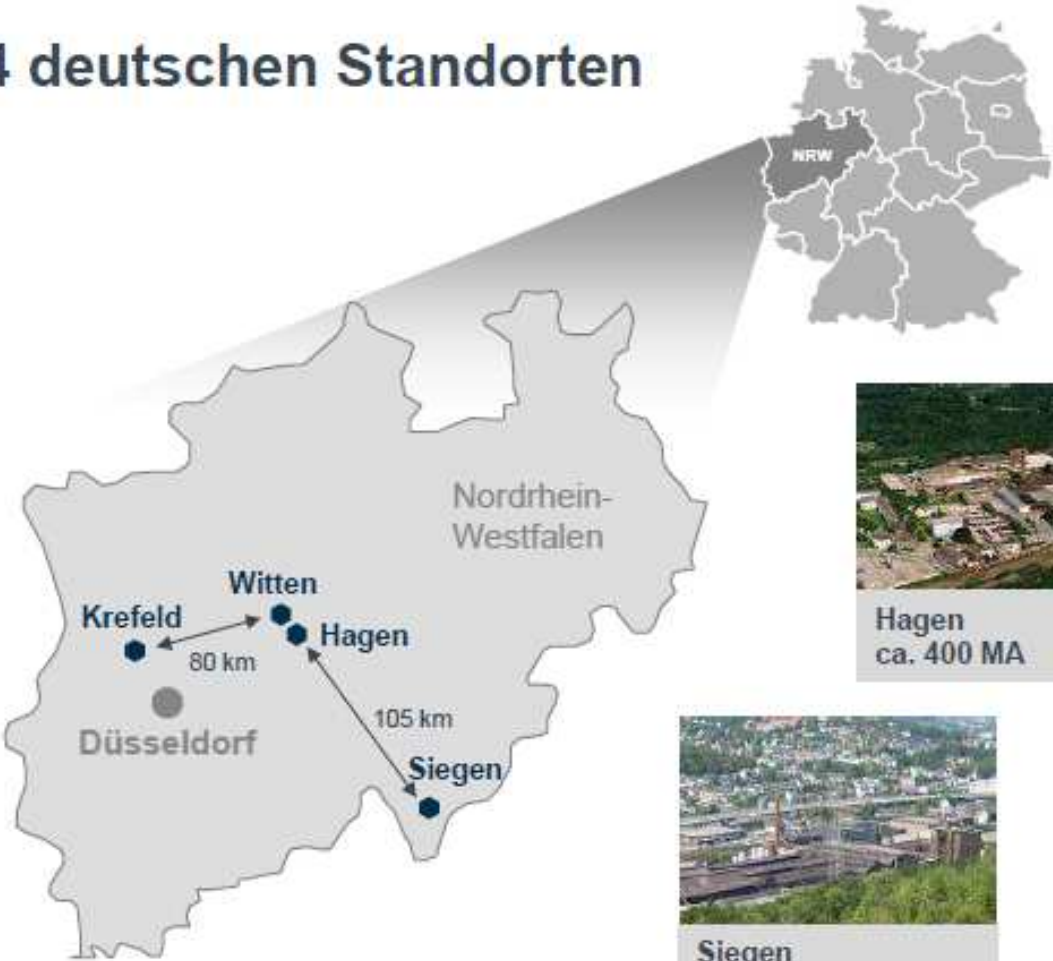 4 deutschen Standorten
NRW
Nordrhein-
Westfalen
Witten
Krefeld
Hagen
80 km
Düsseldorf
105 km
Siegen
Hagen
ca. 400 MA
Siegen